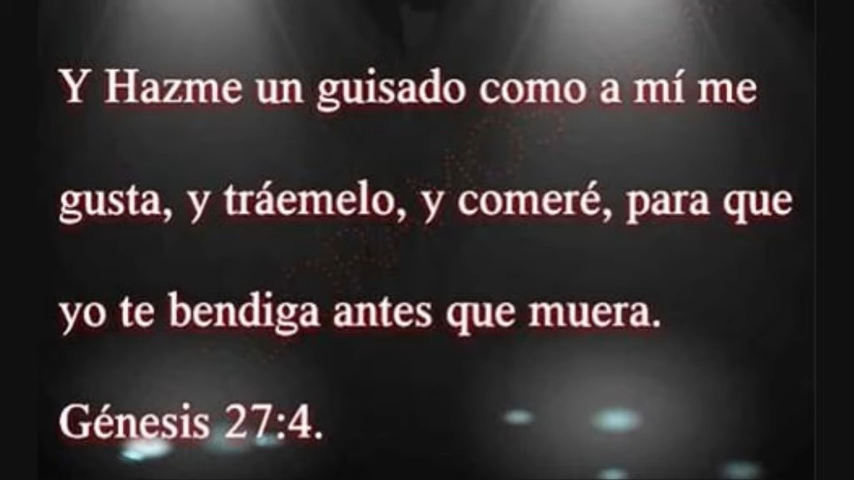 Y Hazme un guisado como a mí me
gusta, y tráemelo, y comeré, para que
yo te bendiga antes que muera.
Génesis 27:4.